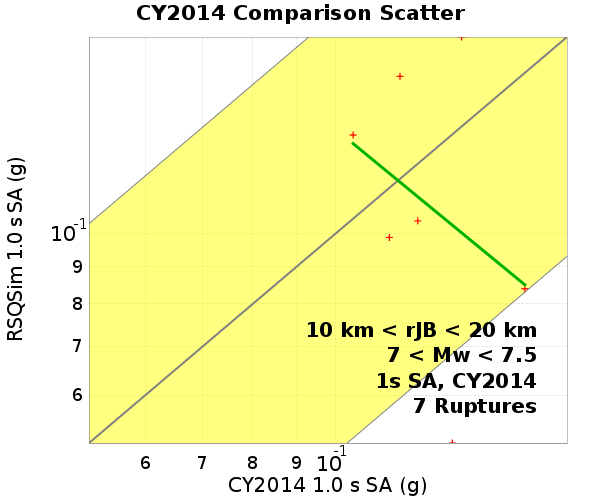 CY2014 Comparison Scatter
RSQSim 1.0 s SA (g)
10-1
9
8
7
6
10 km < rJB < 20 km
7 < Mw < 7.5
1s SA, CY2014
7 Ruptures
6 7 8 9 10-1
CY2014 1.0 s SA (g)